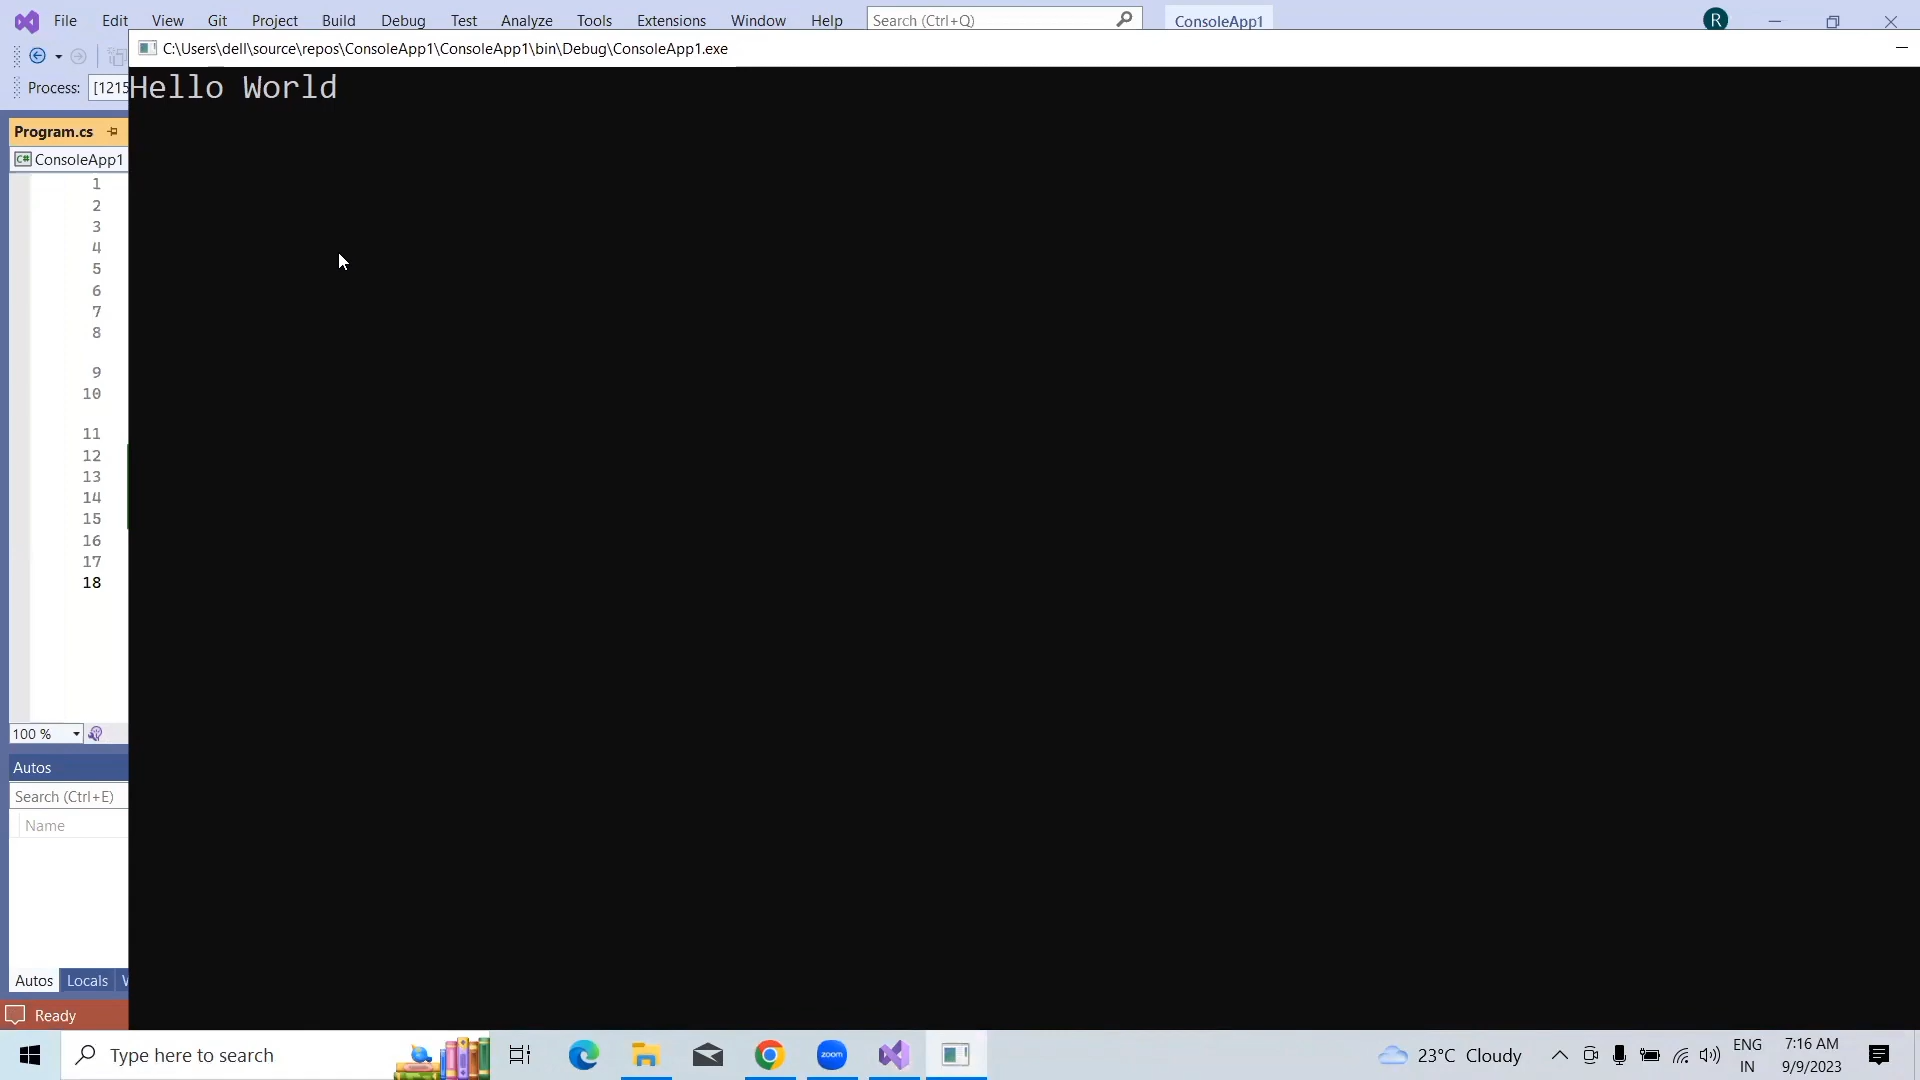 File Edit View Git Project Build Debug Test Analyze Tools Extensions Window Help Search (Ctrl+Q) ConsoleApp1 R
C:\Users\dell\source\repos\ConsoleApp1\ConsoleApp1\bin\Debug\ConsoleApp1.exe
Process: [1215
Hello World
Program.cs
C# ConsoleApp1
1
2
3
4
5
6
7
8
9
10
11
12
13
14
15
16
17
18
100 %
Autos
Search (Ctrl+E)
Name
Autos Locals
Ready
Type here to search zoom 23°C Cloudy ENG 7:16 AM
IN 9/9/2023